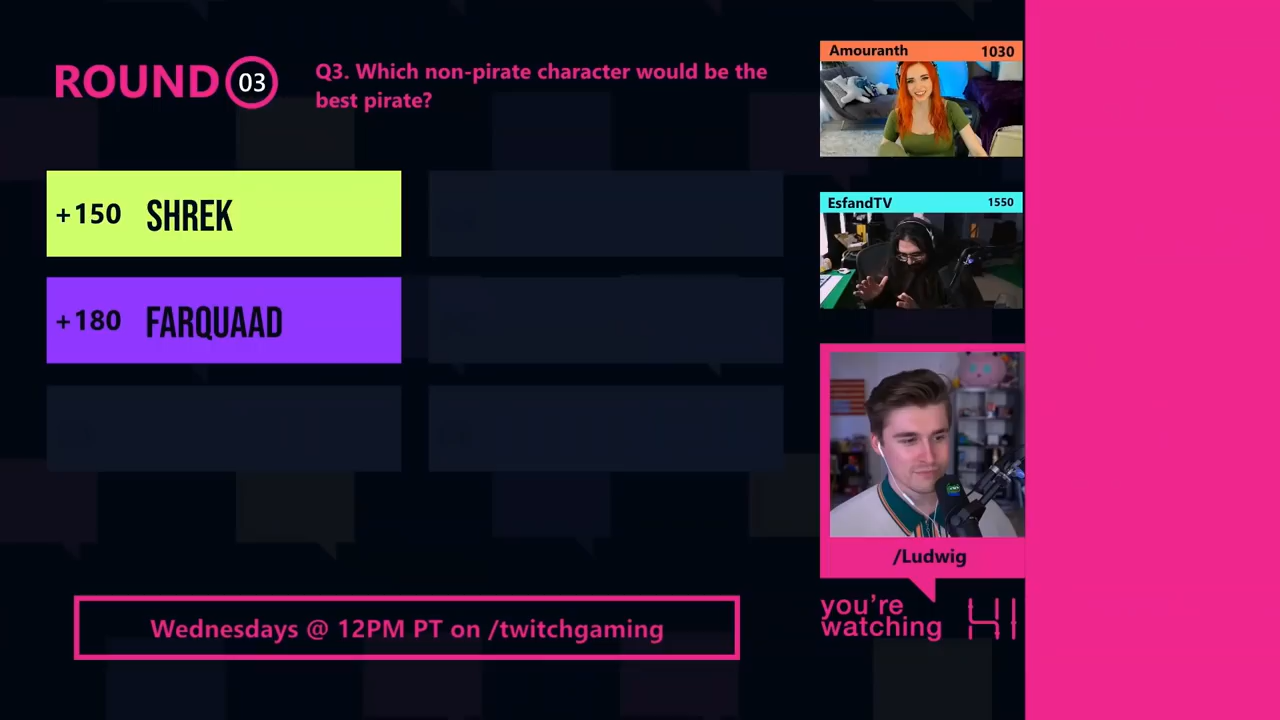 ROUND 03
Q3. Which non-pirate character would be the
best pirate?
+150 SHREK
+180 FARQUAAD
Wednesdays @ 12PM PT on /twitchgaming
Amouranth 1030
EsfandTV 1550
/Ludwig
you're
watching